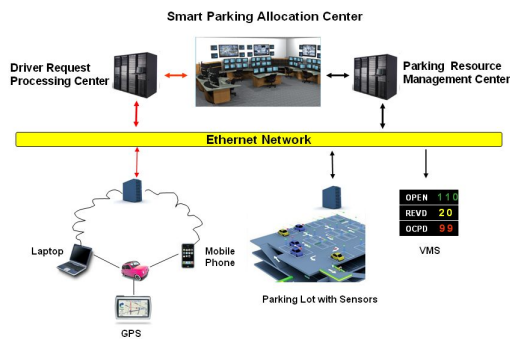 Smart Parking Allocation Center
Driver Request
Processing Center
Parking Resource
Management Center
Ethernet Network
OPEN 110
REVD 20
OCPD 99
Laptop
Mobile
Phone
VMS
Parking Lot with Sensors
GPS